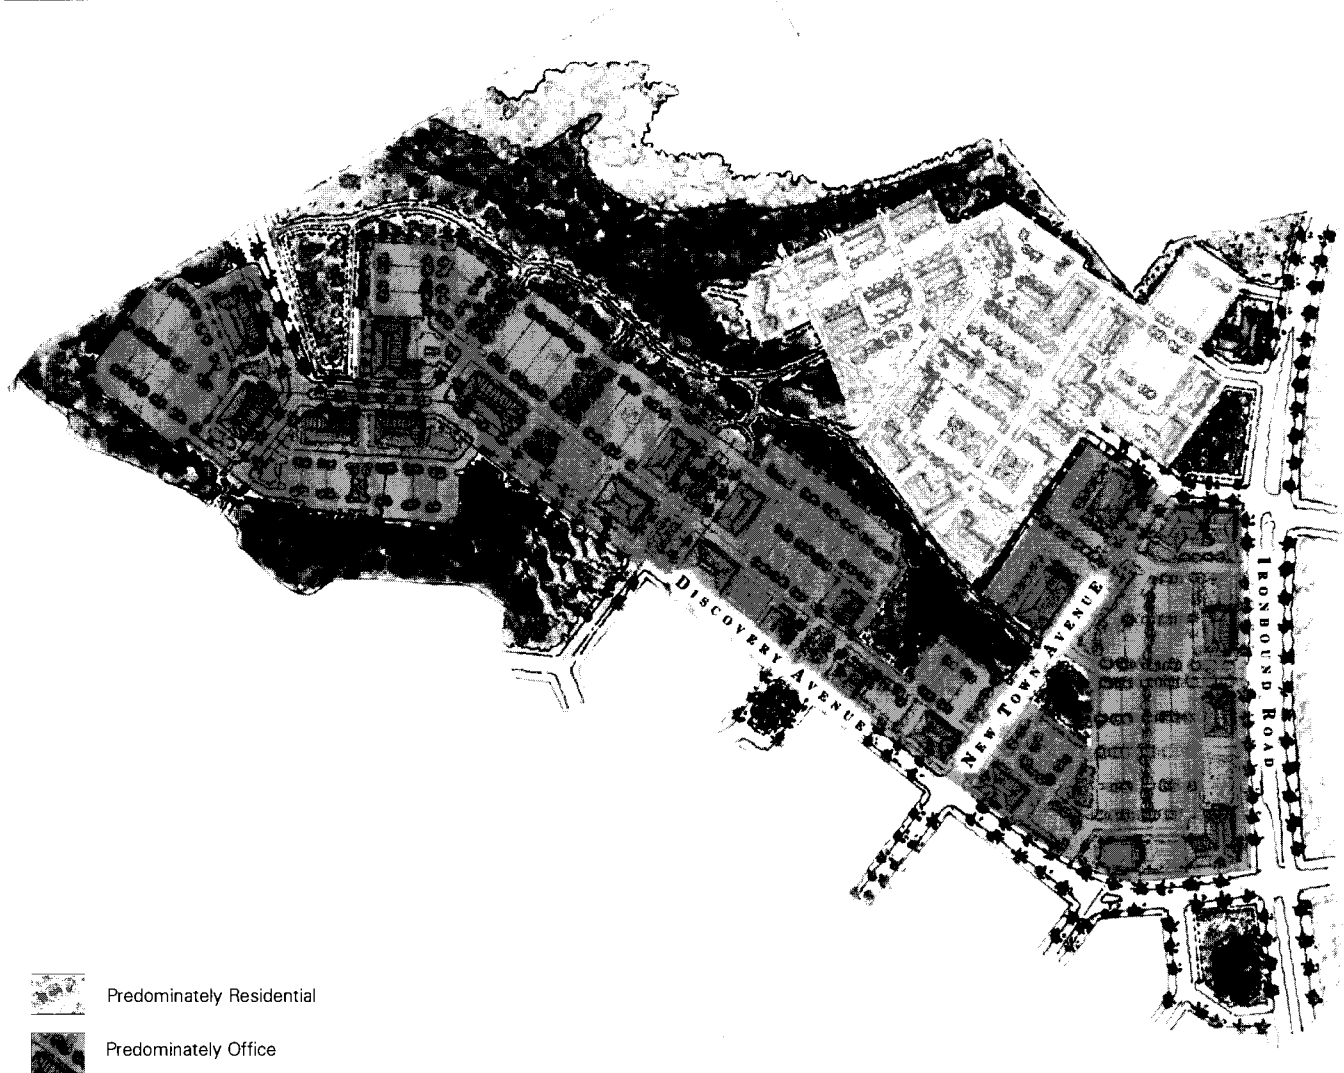 DISCOVERY AVENUE
NEW TOWN AVENUE
IRONBOUND ROAD
Predominately Residential
Predominately Office